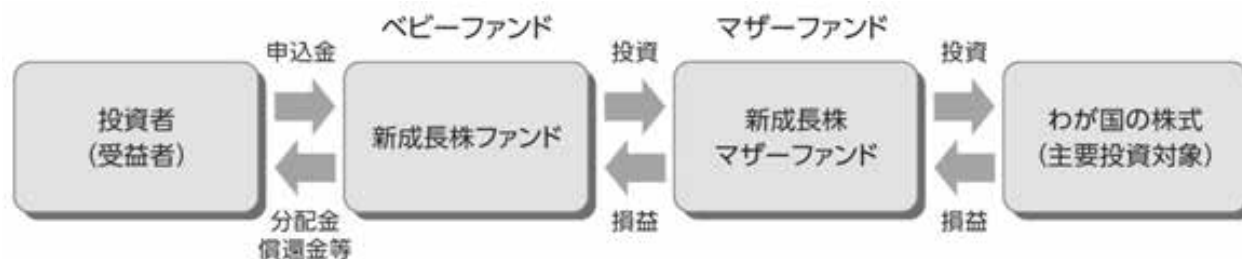 ベビーファンド
マザーファンド
申込金
投資
投資
投資者
(受益者)
新成長株ファンド
新成長株
マザーファンド
わが国の株式
(主要投資対象)
分配金
償還金等
損益
損益